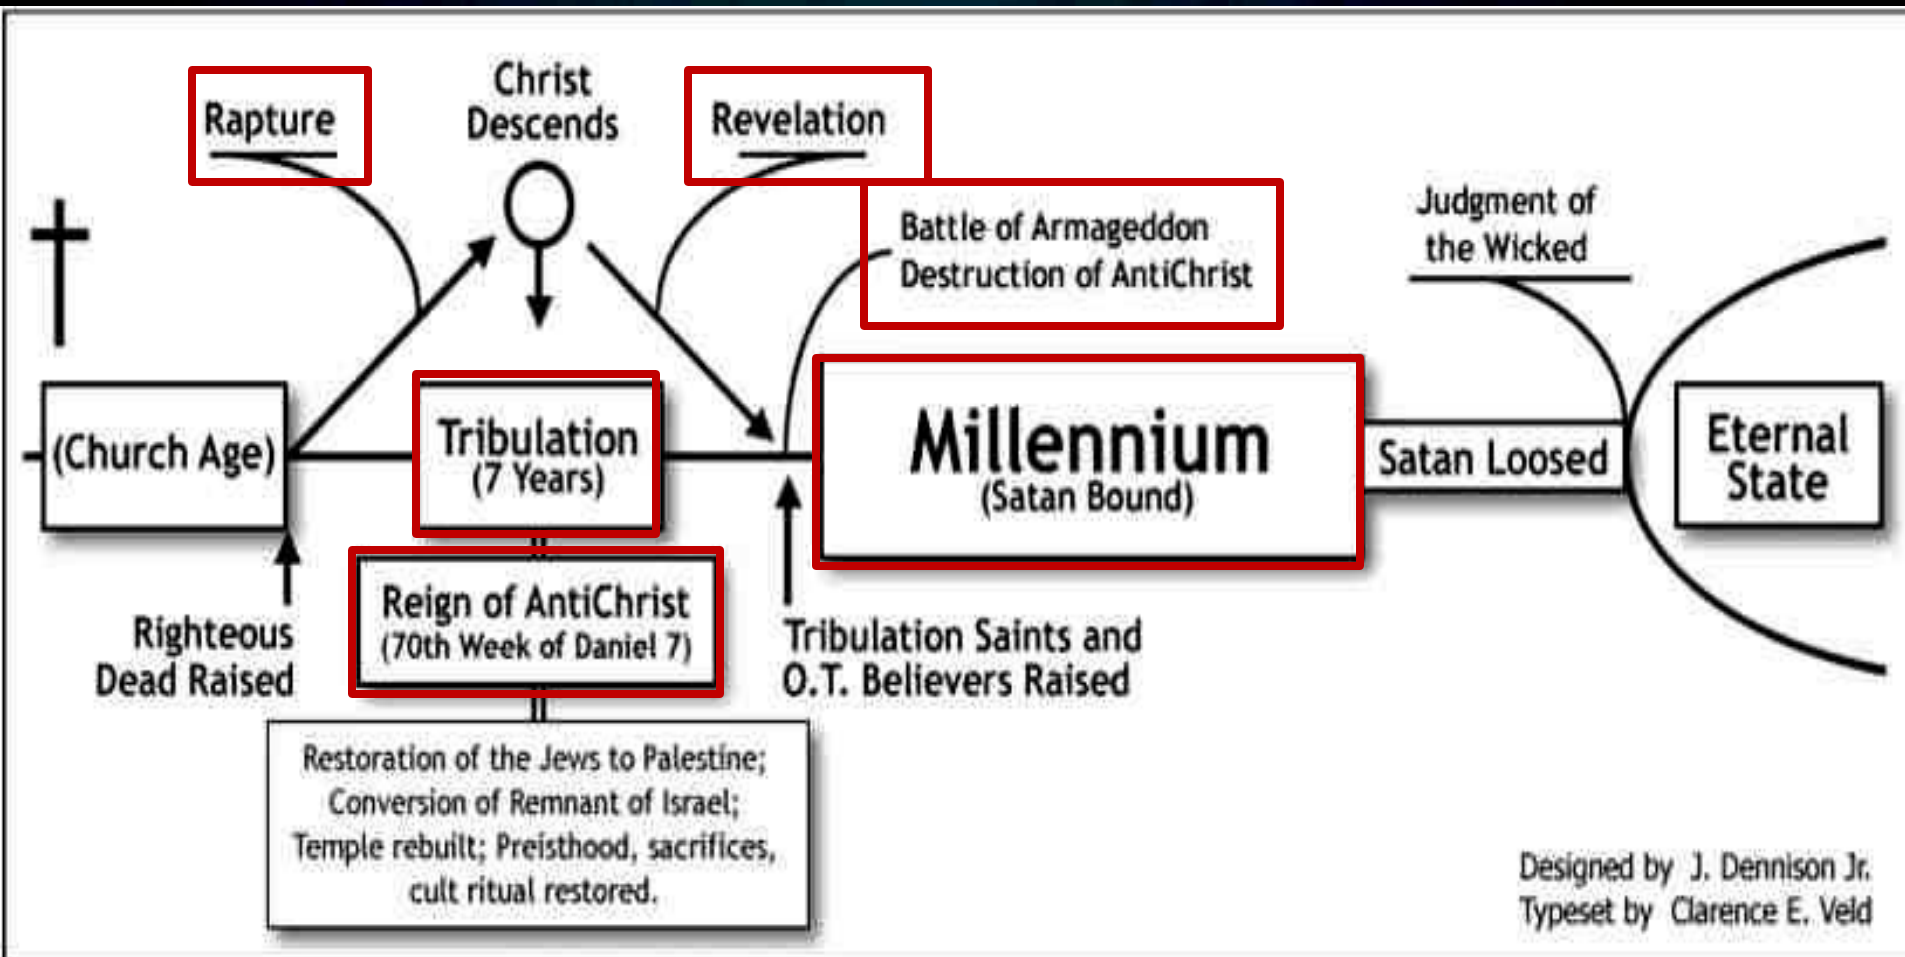 Rapture
Christ
Descends
Revelation
Battle of Armageddon
Destruction of AntiChrist
Judgment of
the Wicked
(Church Age)
Tribulation
(7 Years)
Millennium
(Satan Bound)
Satan Loosed
Eternal
State
Righteous
Dead Raised
Reign of AntiChrist
(70th Week of Daniel 7)
Tribulation Saints and
O.T. Believers Raised
Restoration of the Jews to Palestine;
Conversion of Remnant of Israel;
Temple rebuilt; Preisthood, sacrifices,
cult ritual restored.
Designed by J. Dennison Jr.
Typeset by Clarence E. Veld